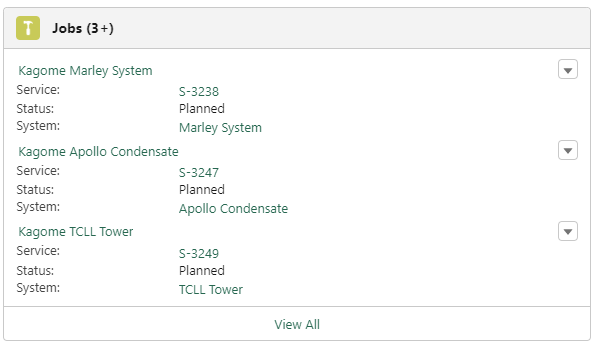 Jobs (3+)
Kagome Marley System
Service: S-3238
Status: Planned
System: Marley System
Kagome Apollo Condensate
Service: S-3247
Status: Planned
System: Apollo Condensate
Kagome TCLL Tower
Service: S-3249
Status: Planned
System: TCLL Tower
View All